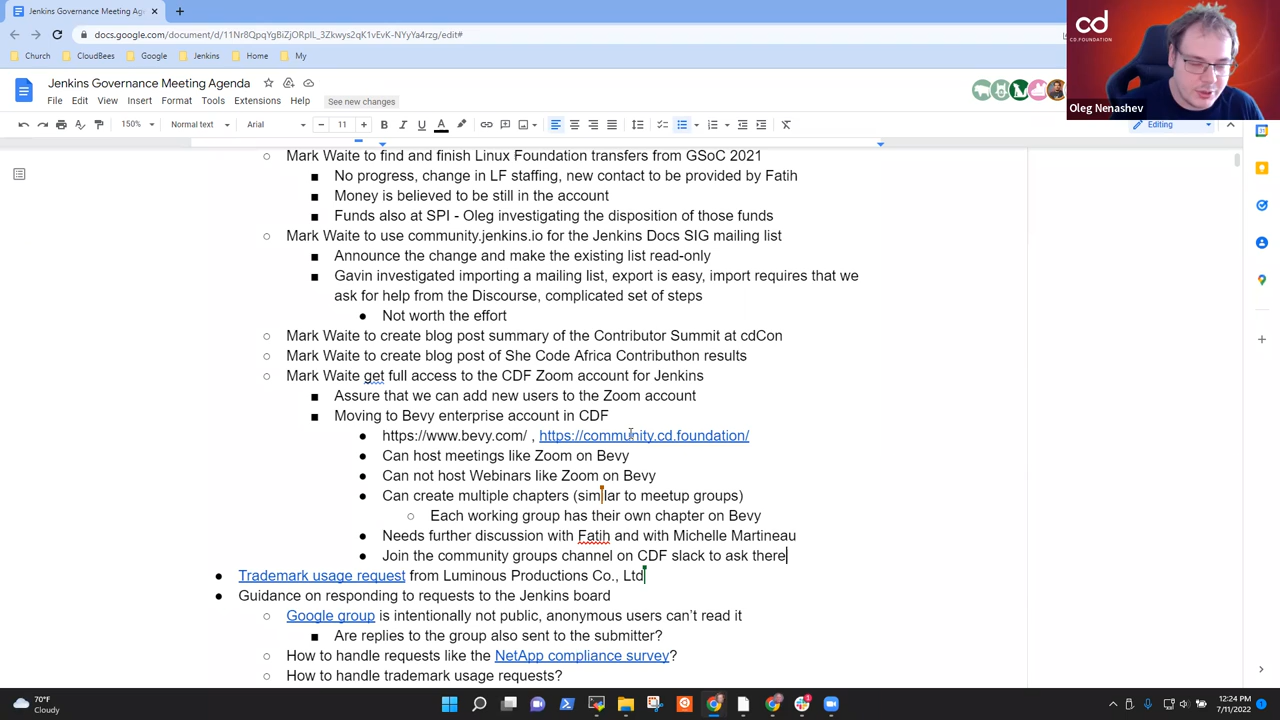 Jenkins Governance Meeting Age
docs.google.com/document/d/11Nr8QpqYgBiZjORpIL_3Zkwys2qK1vEvK-NYyYa4rzg/edit#
Church
CloudBees
Google
Jenkins
Home
My
cd
CD.FOUNDATION
Oleg Nenashev
Jenkins Governance Meeting Agenda
File Edit View Insert Format Tools Extensions Help See new changes
150% Normal text Arial 11 Editing
Mark Waite to find and finish Linux Foundation transfers from GSoC 2021
No progress, change in LF staffing, new contact to be provided by Fatih
Money is believed to be still in the account
Funds also at SPI - Oleg investigating the disposition of those funds
Mark Waite to use community.jenkins.io for the Jenkins Docs SIG mailing list
Announce the change and make the existing list read-only
Gavin investigated importing a mailing list, export is easy, import requires that we
ask for help from the Discourse, complicated set of steps
Not worth the effort
Mark Waite to create blog post summary of the Contributor Summit at cdCon
Mark Waite to create blog post of She Code Africa Contributhon results
Mark Waite get full access to the CDF Zoom account for Jenkins
Assure that we can add new users to the Zoom account
Moving to Bevy enterprise account in CDF
https://www.bevy.com/ , https://community.cd.foundation/
Can host meetings like Zoom on Bevy
Can not host Webinars like Zoom on Bevy
Can create multiple chapters (similar to meetup groups)
Each working group has their own chapter on Bevy
Needs further discussion with Fatih and with Michelle Martineau
Join the community groups channel on CDF slack to ask there
Trademark usage request from Luminous Productions Co., Ltd
Guidance on responding to requests to the Jenkins board
Google group is intentionally not public, anonymous users can't read it
Are replies to the group also sent to the submitter?
How to handle requests like the NetApp compliance survey?
How to handle trademark usage requests?
70°F
Cloudy
12:24 PM
7/11/2022